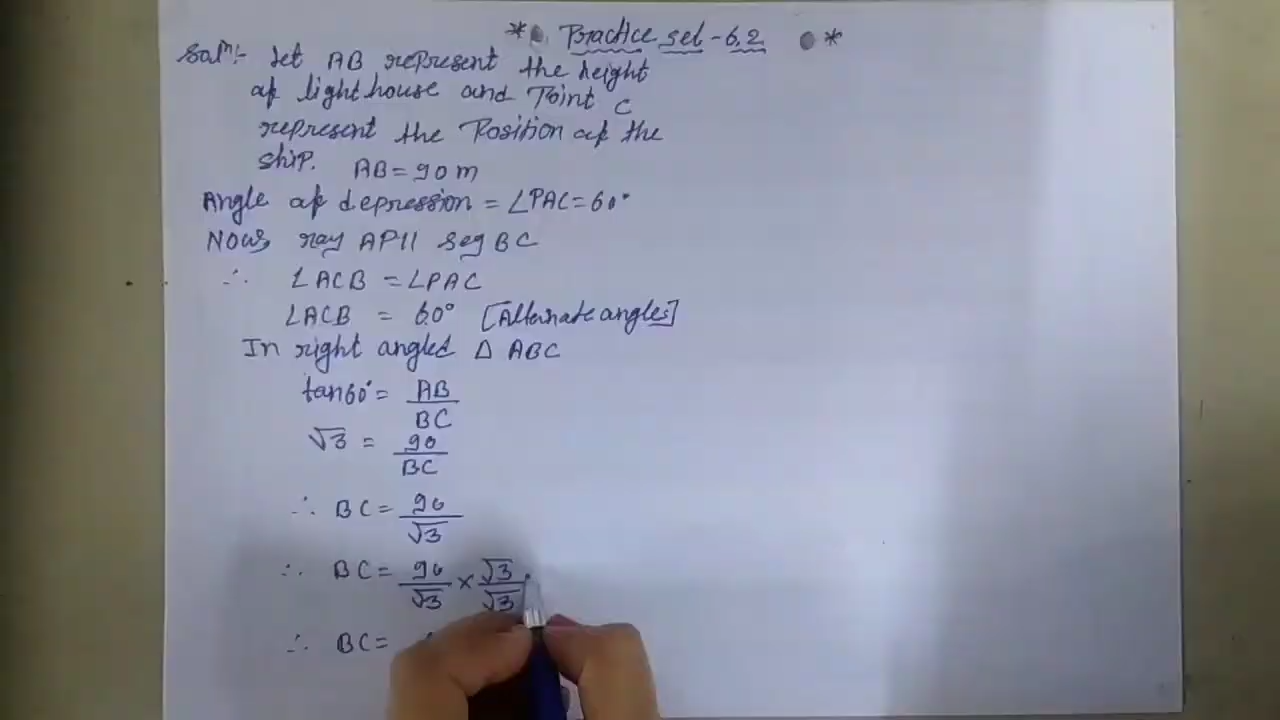 * Practice set - 6.2 *
Solⁿ:- Let AB represent the height
of light house and Point C
represent the Position of the
ship. AB = 90 m
Angle of depression = ∠PAC = 60°
Now, ray AP || seg BC
∴ ∠ACB = ∠PAC
∠ACB = 60° [Alternate angles]
In right angled Δ ABC
tan60° = AB/BC
√3 = 90/BC
∴ BC = 90/√3
∴ BC = 90/√3 × √3/√3
∴ BC =